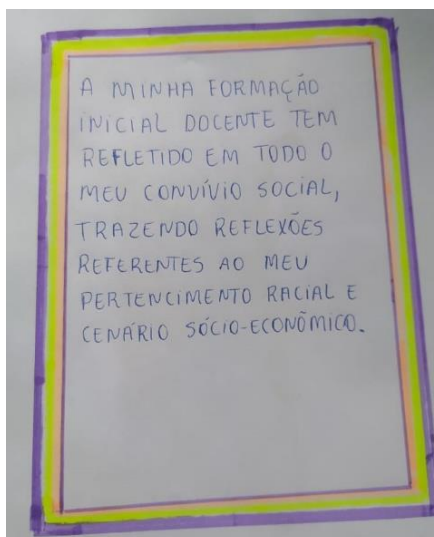 A MINHA FORMAÇÃO
INICIAL DOCENTE TEM
REFLETIDO EM TODO O
MEU CONVÍVIO SOCIAL,
TRAZENDO REFLEXÕES
REFERENTES AO MEU
PERTENCIMENTO RACIAL E
CENÁRIO SÓCIO-ECONÔMICO.